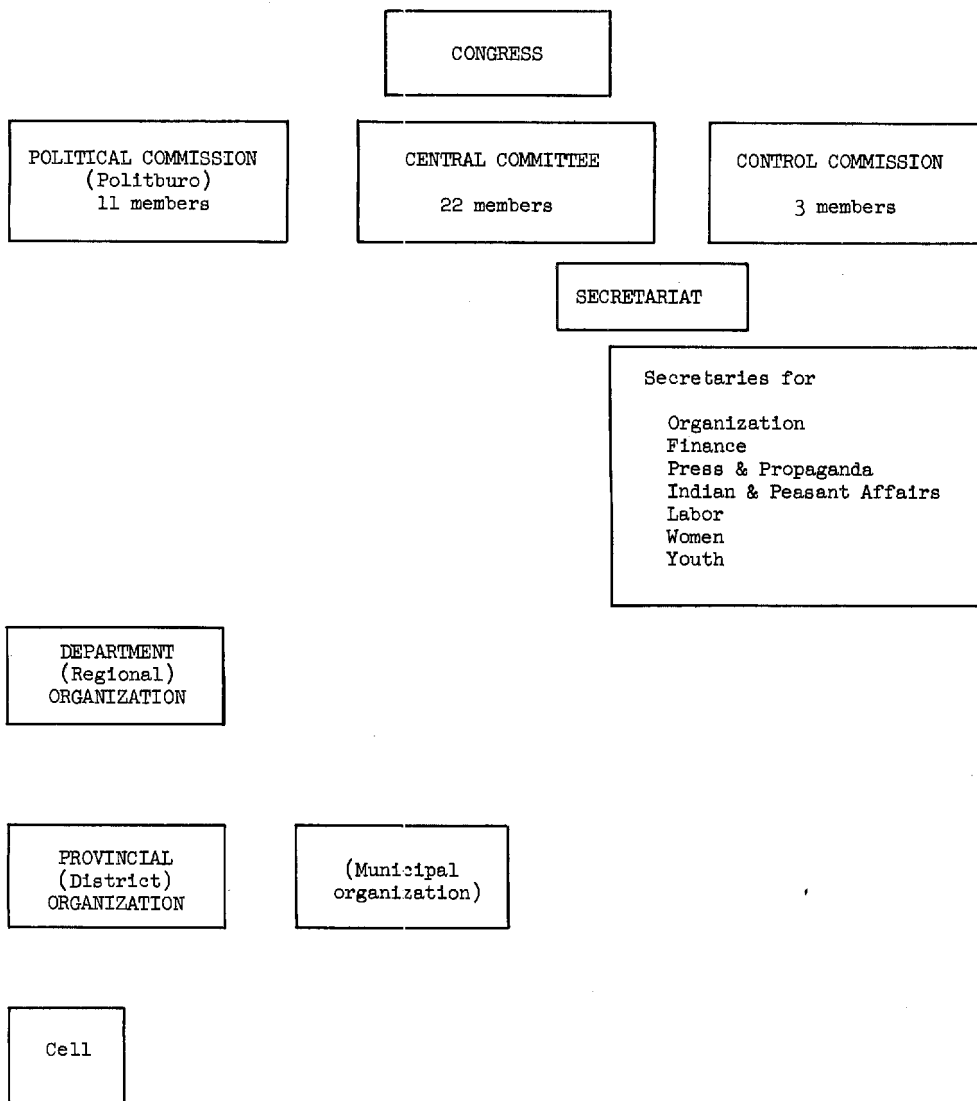 CONGRESS
POLITICAL COMMISSION
(Politburo)
11 members
CENTRAL COMMITTEE
22 members
CONTROL COMMISSION
3 members
SECRETARIAT
Secretaries for
Organization
Finance
Press & Propaganda
Indian & Peasant Affairs
Labor
Women
Youth
DEPARTMENT
(Regional)
ORGANIZATION
PROVINCIAL
(District)
ORGANIZATION
(Municipal
organization)
Cell